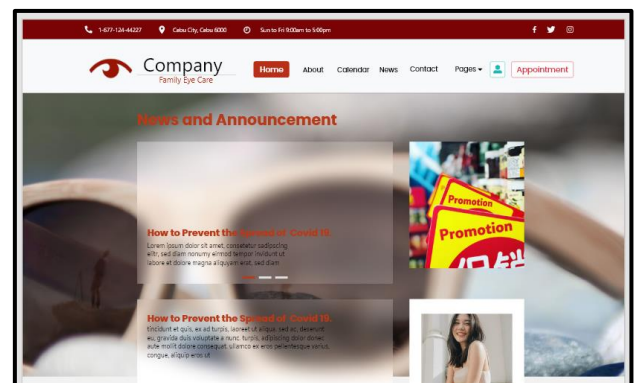 1-677-124-44227
Cebu City, Cebu 6000
Sun to Fri 9:00am to 5:00pm
Company
Family Eye Care
Home
About
Calendar
News
Contact
Pages
Appointment
News and Announcement
Promotion
Promotion
How to Prevent the Spread of Covid 19.
Lorem ipsum dolor sit amet, consetetur sadipscing
elitr, sed diam nonumy eirmod tempor invidunt ut
labore et dolore magna aliquyam erat, sed diam
How to Prevent the Spread of Covid 19.
tincidunt et quis, ex ad turpis, laoreet ut aliqua, sed ac, deserunt
eu, gravida duis voluptate a nunc, turpis, adipiscing dolor donec,
aute mollit dolore consequat, ullamco ex eros pellentesque varius,
congue, aliquip eros ut